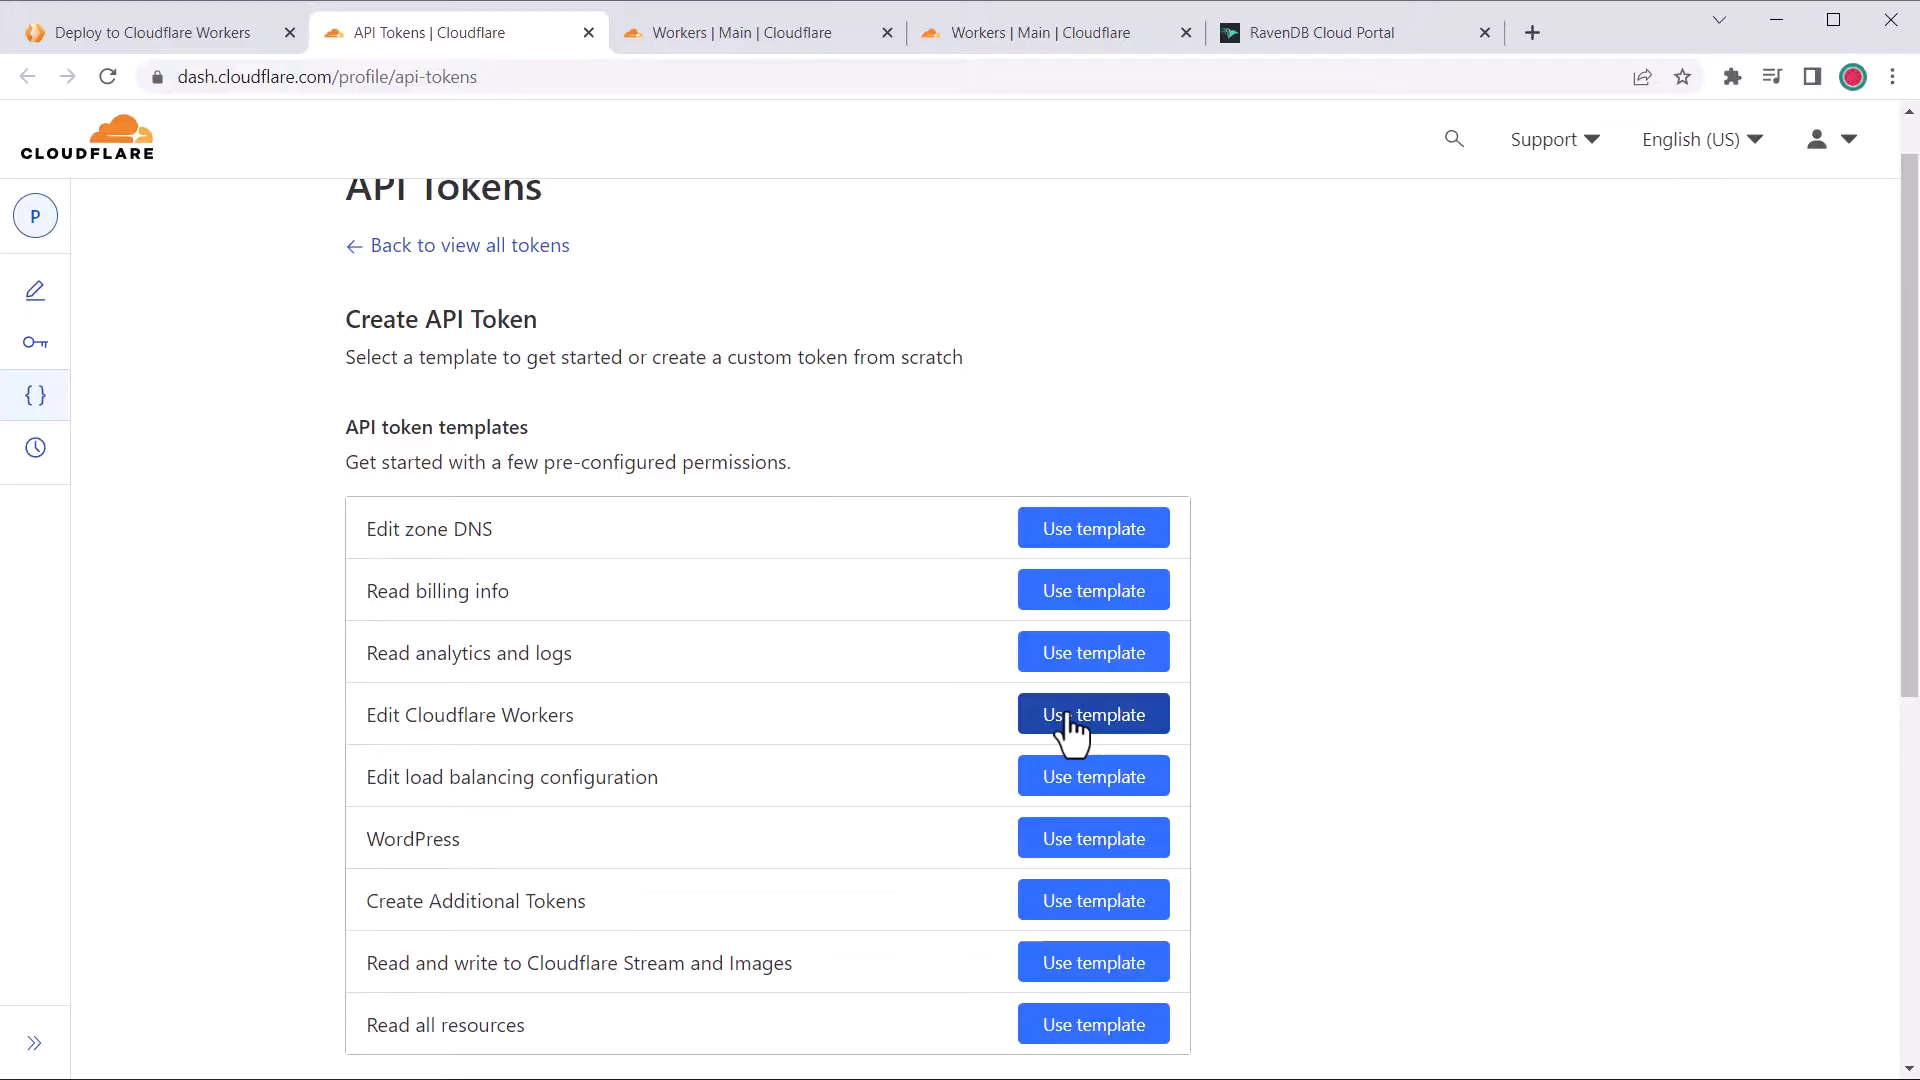 Deploy to Cloudflare Workers
API Tokens | Cloudflare
Workers | Main | Cloudflare
Workers | Main | Cloudflare
RavenDB Cloud Portal
dash.cloudflare.com/profile/api-tokens
CLOUDFLARE
Support
English (US)
API Tokens
P
Back to view all tokens
Create API Token
Select a template to get started or create a custom token from scratch
API token templates
Get started with a few pre-configured permissions.
Edit zone DNS
Use template
Read billing info
Use template
Read analytics and logs
Use template
Edit Cloudflare Workers
Use template
Edit load balancing configuration
Use template
WordPress
Use template
Create Additional Tokens
Use template
Read and write to Cloudflare Stream and Images
Use template
Read all resources
Use template